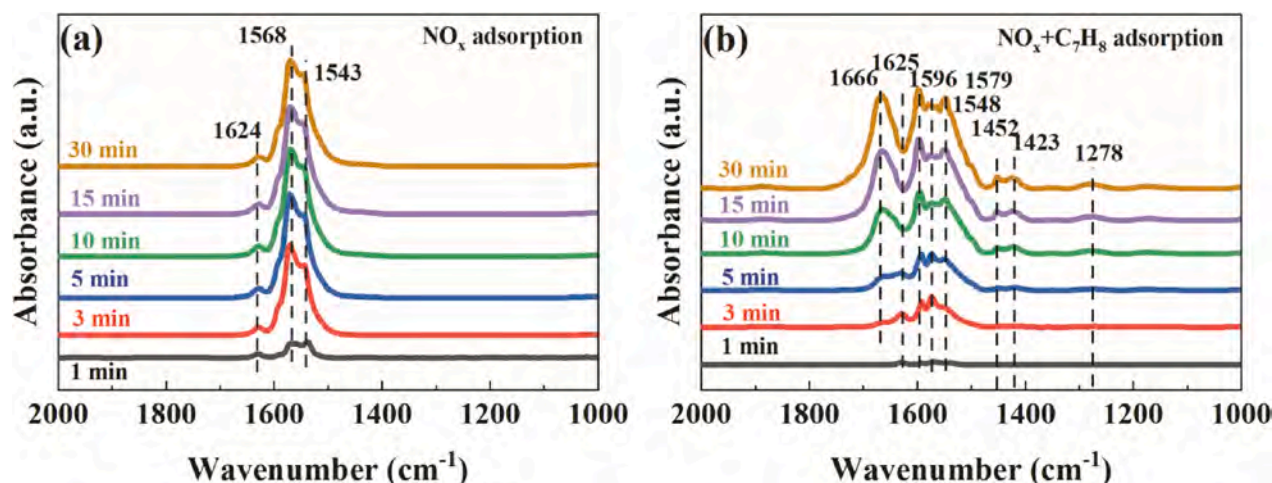 (a)
NOx adsorption
1568
1543
1624
30 min
15 min
10 min
5 min
3 min
1 min
Absorbance (a.u.)
2000 1800 1600 1400 1200 1000
Wavenumber (cm-1)
(b)
NOx+C7H8 adsorption
1625
1666 1596 1579
1548
1452
1423
1278
30 min
15 min
10 min
5 min
3 min
1 min
Absorbance (a.u.)
2000 1800 1600 1400 1200 1000
Wavenumber (cm-1)